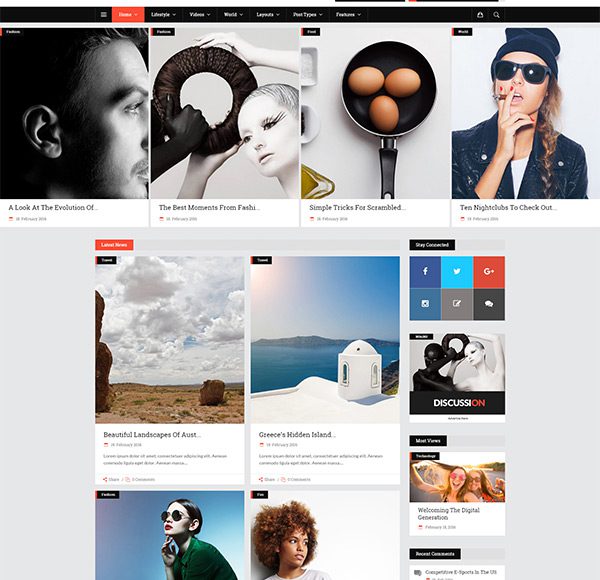 Home Lifestyle Videos World Layouts Post Types Features
Fashion
Fashion
Food
World
A Look At The Evolution Of...
18. February 2016
The Best Moments From Fashi...
18. February 2016
Simple Tricks For Scrambled...
18. February 2016
Ten Nightclubs To Check Out...
18. February 2016
Latest News
Travel
Beautiful Landscapes Of Aust...
18. February 2016
Lorem ipsum dolor sit amet, consectetuer adipiscing elit. Aenean
commodo ligula eget dolor. Aenean massa...
Share / 0 Comments
Travel
Greece's Hidden Island...
18. February 2016
Lorem ipsum dolor sit amet, consectetuer adipiscing elit. Aenean
commodo ligula eget dolor. Aenean massa...
Share / 0 Comments
Fashion
Fun
Stay Connected
f
G+
DISCUSSION
Advertise here
Most Views
Technology
Welcoming The Digital
Generation
February 18, 2016
Recent Comments
Competitive E-Sports In The US